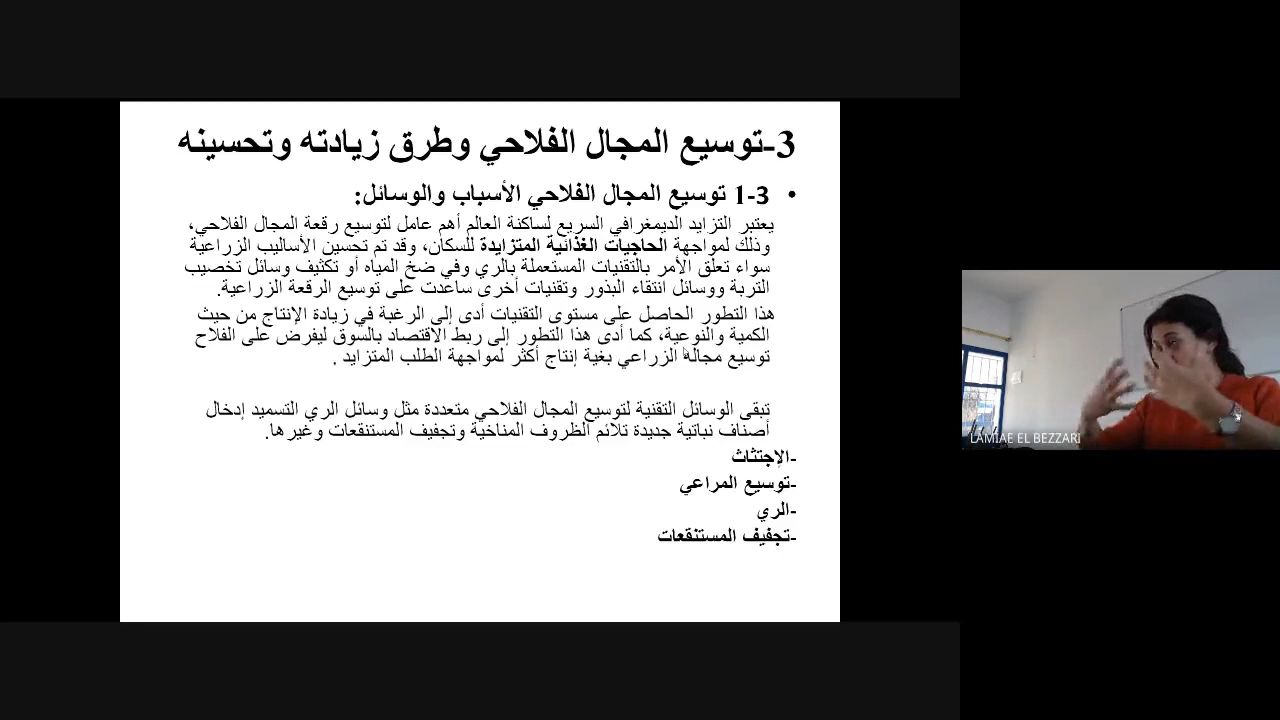 3-توسيع المجال الفلاحي وطرق زيادته وتحسينه
• 3-1 توسيع المجال الفلاحي الأسباب والوسائل:
يعتبر التزايد الديمغرافي السريع لساكنة العالم أهم عامل لتوسيع رقعة المجال الفلاحي،
وذلك لمواجهة الحاجيات الغذائية المتزايدة للسكان، وقد تم تحسين الأساليب الزراعية
سواء تعلق الأمر بالتقنيات المستعملة بالري وفي ضخ المياه أو تكثيف وسائل تخصيب
التربة ووسائل انتقاء البذور وتقنيات أخرى ساعدت على توسيع الرقعة الزراعية.
هذا التطور الحاصل على مستوى التقنيات أدى إلى الرغبة في زيادة الإنتاج من حيث
الكمية والنوعية، كما أدى هذا التطور إلى ربط الاقتصاد بالسوق ليفرض على الفلاح
توسيع مجاله الزراعي بغية إنتاج أكثر لمواجهة الطلب المتزايد .
تبقى الوسائل التقنية لتوسيع المجال الفلاحي متعددة مثل وسائل الري التسميد إدخال
أصناف نباتية جديدة تلائم الظروف المناخية وتجفيف المستنقعات وغيرها.
-الإجتثاث
-توسيع المراعي
-الري
-تجفيف المستنقعات
LAMIAE EL BEZZARI